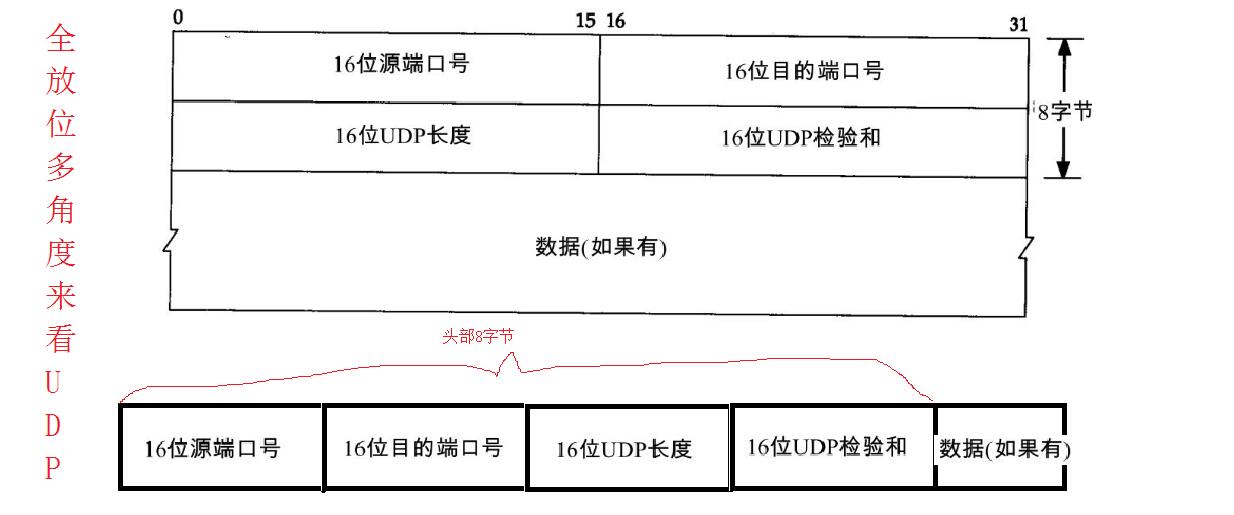 全放位多角度来看UDP
0 15 16 31
16位源端口号 16位目的端口号
8字节
16位UDP长度 16位UDP检验和
数据(如果有)
头部8字节
16位源端口号 16位目的端口号 16位UDP长度 16位UDP检验和 数据(如果有)